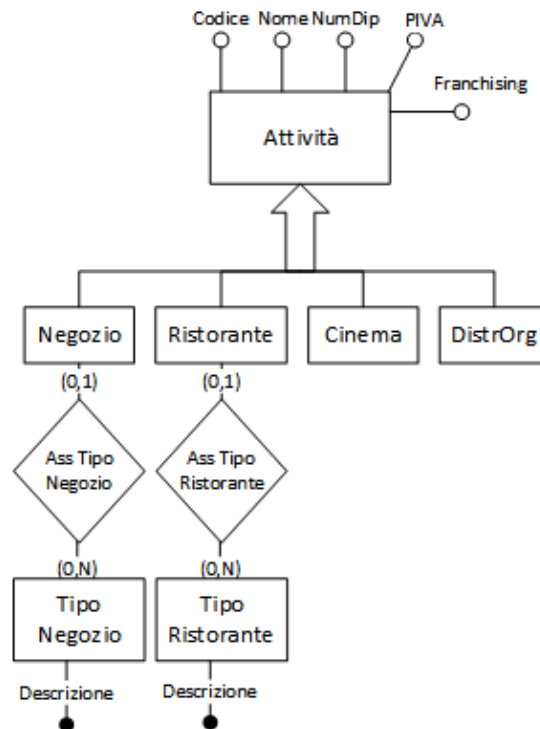 Codice Nome NumDip PIVA
Franchising
Attività
Negozio Ristorante Cinema DistrOrg
(0,1) (0,1)
Ass Tipo Ass Tipo
Negozio Ristorante
(0,N) (0,N)
Tipo Tipo
Negozio Ristorante
Descrizione Descrizione